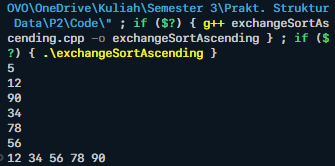 OVO\OneDrive\Kuliah\Semester 3\Prakt. Struktur
Data\P2\Code\" ; if ($?) { g++ exchangeSortAs
cending.cpp -o exchangeSortAscending } ; if ($
?) { .\exchangeSortAscending }
5
12
90
34
78
56
12 34 56 78 90